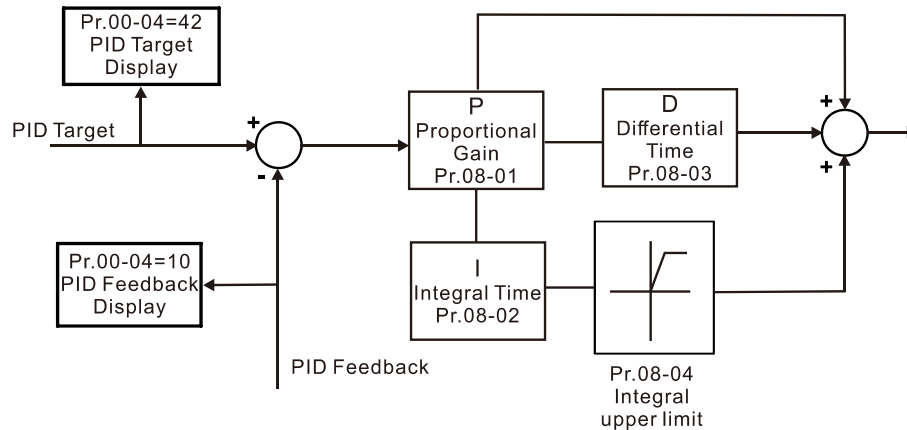 Pr.00-04=42
PID Target
Display
PID Target
+
-
P
Proportional
Gain
Pr.08-01
D
Differential
Time
Pr.08-03
+
+
Pr.00-04=10
PID Feedback
Display
I
Integral Time
Pr.08-02
PID Feedback
Pr.08-04
Integral
upper limit